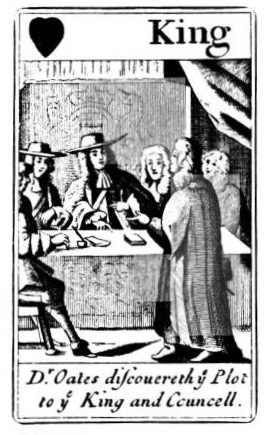 King
Dr Oates discouereth ye Plot
to ye King and Councell.